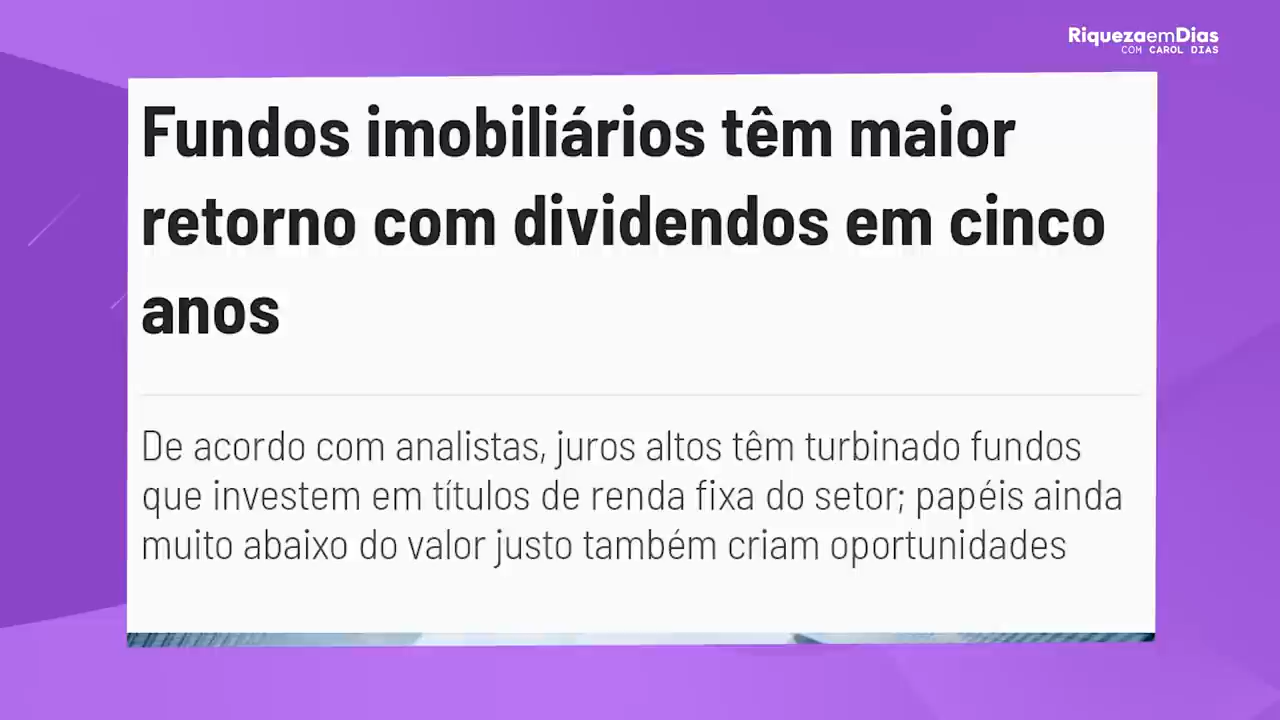 RiquezaemDias
COM CAROL DIAS
Fundos imobiliários têm maior
retorno com dividendos em cinco
anos
De acordo com analistas, juros altos têm turbinado fundos
que investem em títulos de renda fixa do setor; papéis ainda
muito abaixo do valor justo também criam oportunidades